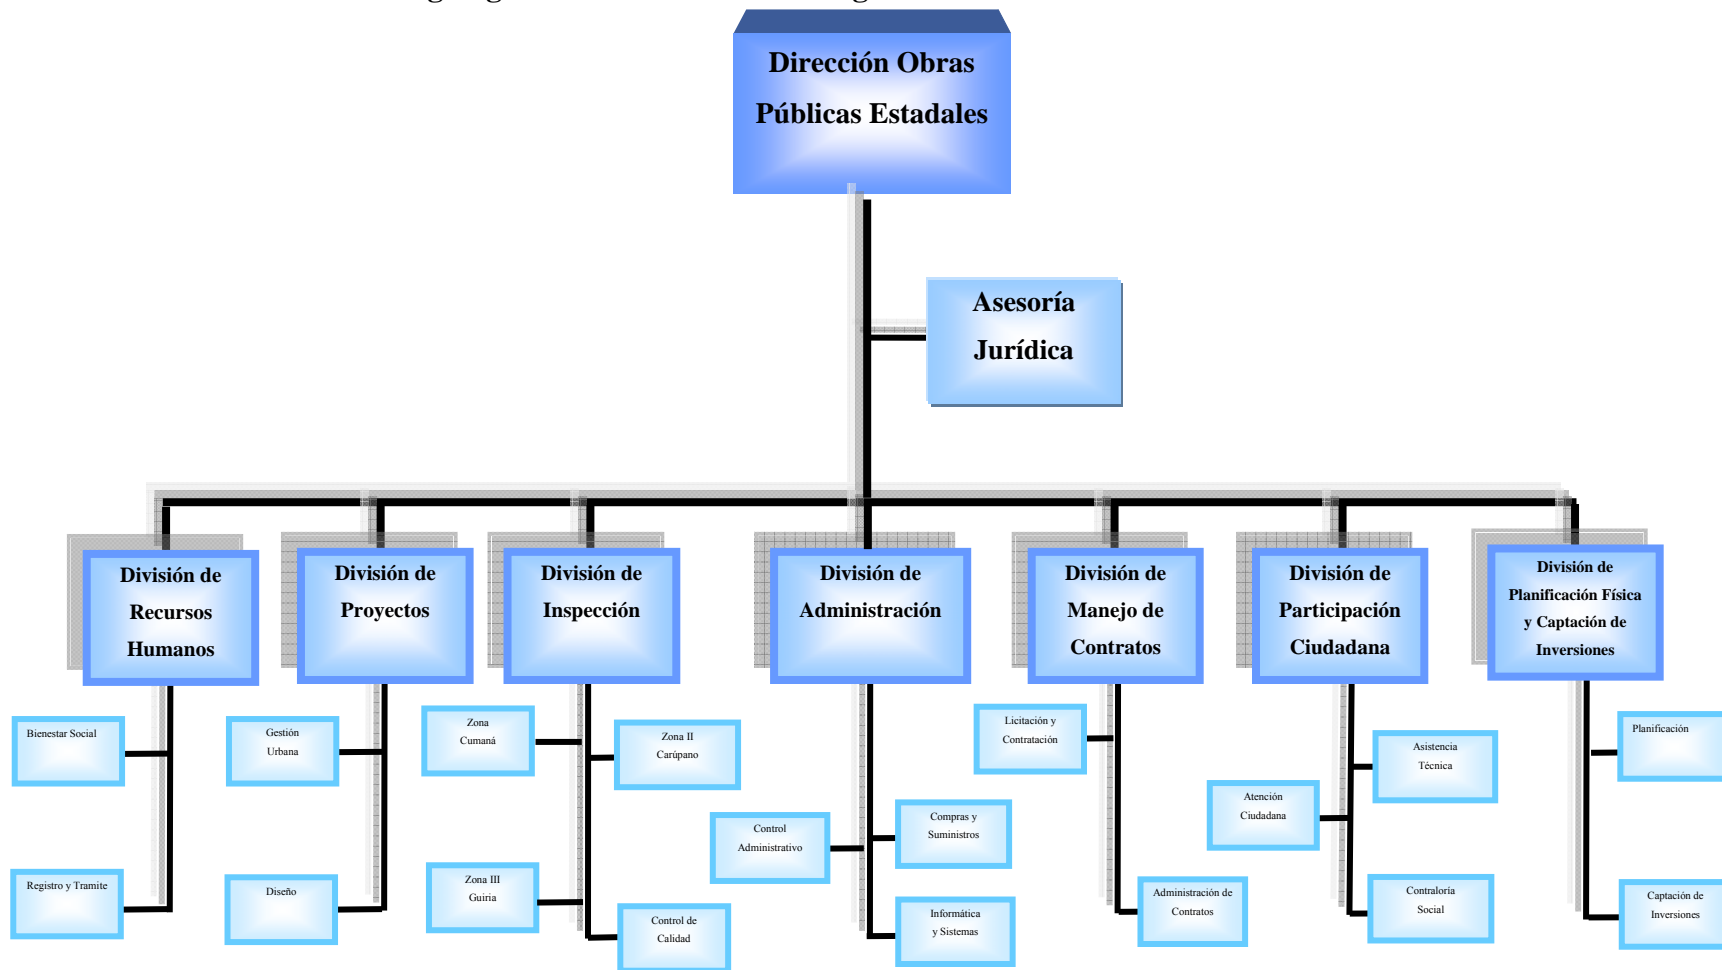 Dirección Obras
Públicas Estadales
Asesoría
Jurídica
División de
Recursos
Humanos
División de
Proyectos
División de
Inspección
División de
Administración
División de
Manejo de
Contratos
División de
Participación
Ciudadana
División de
Planificación Física
y Captación de
Inversiones
Bienestar Social
Registro y Tramite
Gestión
Urbana
Diseño
Zona
Cumaná
Zona II
Carúpano
Zona III
Guiria
Control de
Calidad
Control
Administrativo
Compras y
Suministros
Informática
y Sistemas
Licitación y
Contratación
Administración de
Contratos
Asistencia
Técnica
Atención
Ciudadana
Contraloría
Social
Planificación
Captación de
Inversiones